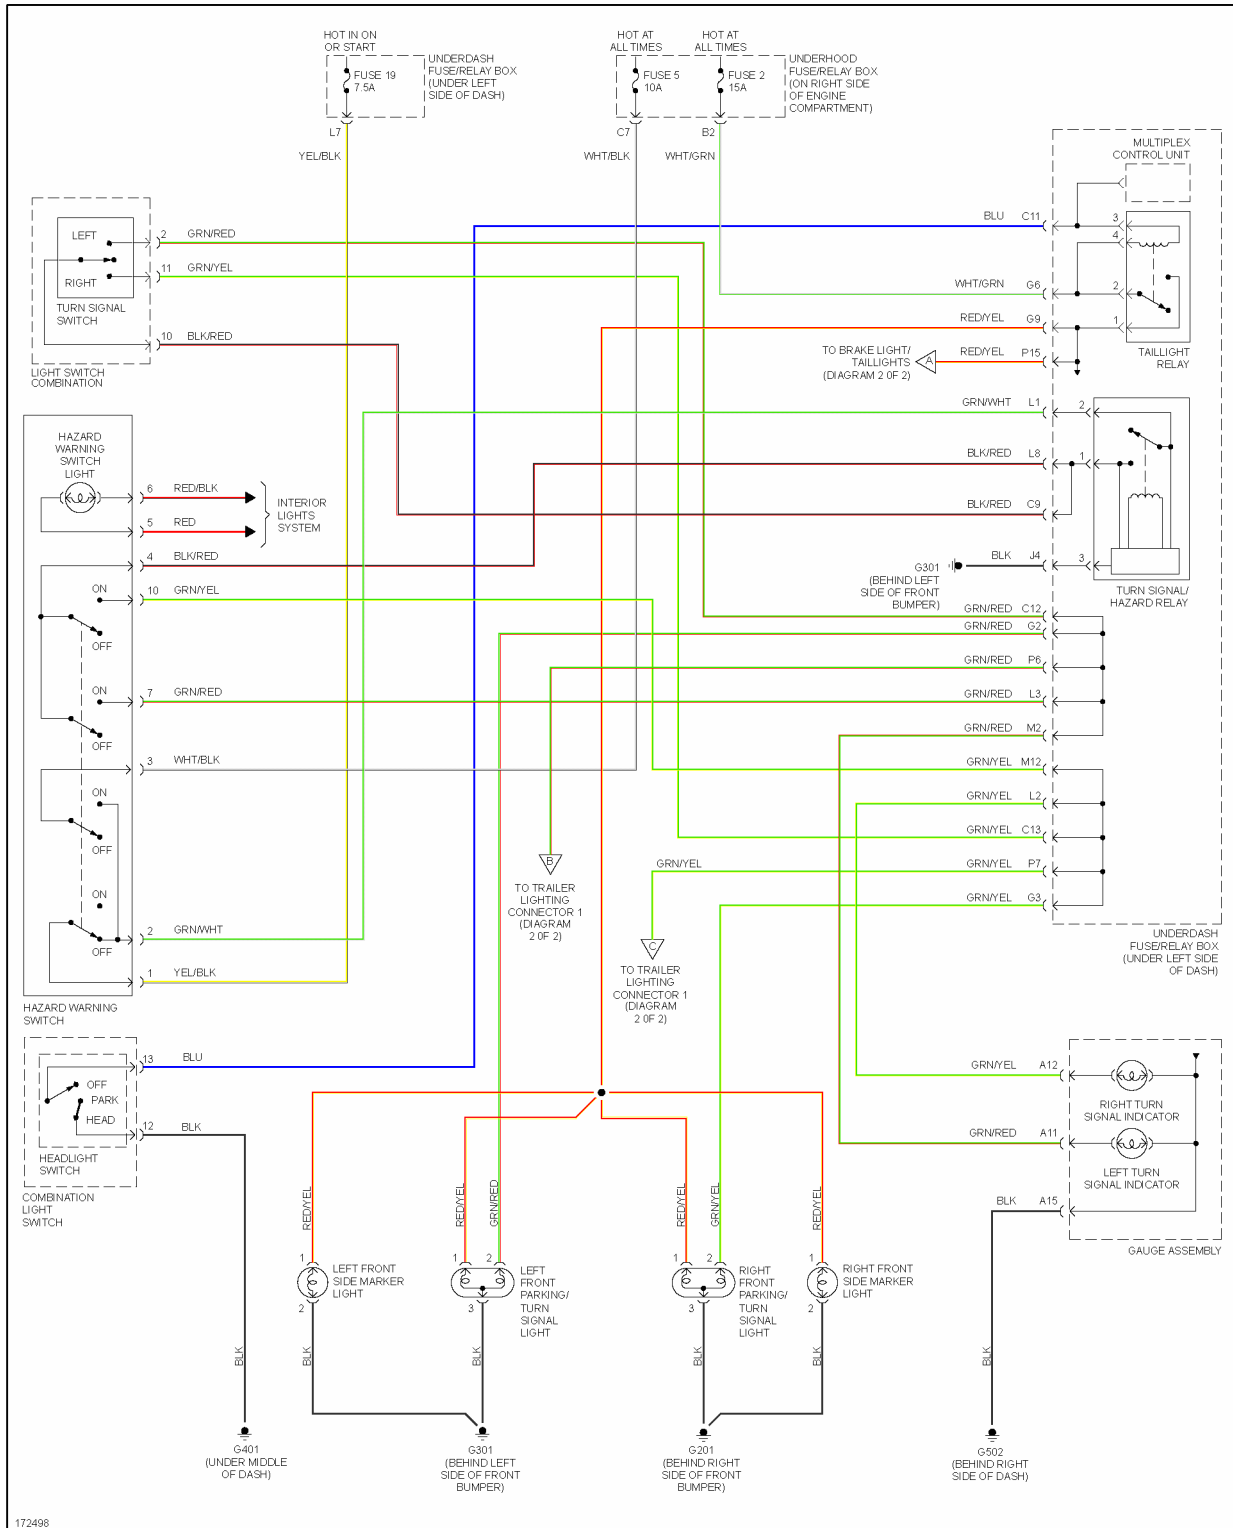 HOT IN ON
OR START
FUSE 19
7.5A
UNDERDASH
FUSE/RELAY BOX
(UNDER LEFT
SIDE OF DASH)
L7
YEL/BLK
HOT AT
ALL TIMES
HOT AT
ALL TIMES
FUSE 5
10A
FUSE 2
15A
UNDERHOOD
FUSE/RELAY BOX
(ON RIGHT SIDE
OF ENGINE
COMPARTMENT)
C7
B2
WHT/BLK
WHT/GRN
MULTIPLEX
CONTROL UNIT
LEFT
RIGHT
TURN SIGNAL
SWITCH
2
GRN/RED
11
GRN/YEL
10
BLK/RED
LIGHT SWITCH
COMBINATION
BLU
C11
3
4
WHT/GRN
G6
2
RED/YEL
G9
1
TO BRAKE LIGHT/
TAILLIGHTS
(DIAGRAM 2 OF 2)
A
RED/YEL
P15
TAILLIGHT
RELAY
GRN/WHT
L1
2
BLK/RED
L8
1
BLK/RED
C9
G301
(BEHIND LEFT
SIDE OF FRONT
BUMPER)
BLK
J4
3
TURN SIGNAL/
HAZARD RELAY
HAZARD
WARNING
SWITCH
LIGHT
6
RED/BLK
5
RED
INTERIOR
LIGHTS
SYSTEM
4
BLK/RED
ON
10
GRN/YEL
OFF
ON
7
GRN/RED
OFF
3
WHT/BLK
ON
OFF
ON
OFF
2
GRN/WHT
1
YEL/BLK
HAZARD WARNING
SWITCH
GRN/RED
C12
GRN/RED
G2
GRN/RED
P6
GRN/RED
L3
GRN/RED
M2
GRN/YEL
M12
GRN/YEL
L2
GRN/YEL
C13
GRN/YEL
GRN/YEL
P7
GRN/YEL
G3
UNDERDASH
FUSE/RELAY BOX
(UNDER LEFT SIDE
OF DASH)
B
TO TRAILER
LIGHTING
CONNECTOR 1
(DIAGRAM
2 OF 2)
C
TO TRAILER
LIGHTING
CONNECTOR 1
(DIAGRAM
2 OF 2)
13
BLU
OFF
PARK
HEAD
12
BLK
HEADLIGHT
SWITCH
COMBINATION
LIGHT
SWITCH
GRN/YEL
A12
RIGHT TURN
SIGNAL INDICATOR
GRN/RED
A11
LEFT TURN
SIGNAL INDICATOR
BLK
A15
GAUGE ASSEMBLY
RED/YEL
RED/YEL
GRN/RED
RED/YEL
GRN/YEL
RED/YEL
1
LEFT FRONT
SIDE MARKER
LIGHT
2
1
2
LEFT
FRONT
PARKING/
TURN
SIGNAL
LIGHT
3
1
2
RIGHT
FRONT
PARKING/
TURN
SIGNAL
LIGHT
3
1
RIGHT FRONT
SIDE MARKER
LIGHT
2
BLK
BLK
BLK
BLK
BLK
BLK
G401
(UNDER MIDDLE
OF DASH)
G301
(BEHIND LEFT
SIDE OF FRONT
BUMPER)
G201
(BEHIND RIGHT
SIDE OF FRONT
BUMPER)
G502
(BEHIND RIGHT
SIDE OF DASH)
172498